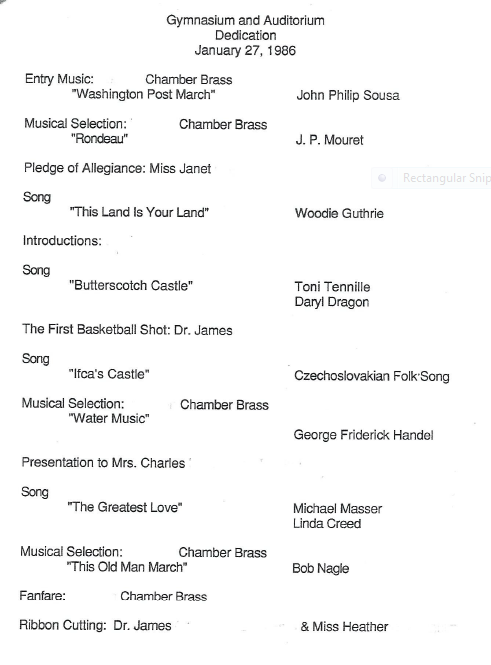 Gymnasium and Auditorium
Dedication
January 27, 1986
Entry Music: Chamber Brass
"Washington Post March" John Philip Sousa
Musical Selection: Chamber Brass
"Rondeau" J. P. Mouret
Pledge of Allegiance: Miss Janet
Rectangular Snip
Song
"This Land Is Your Land" Woodie Guthrie
Introductions:
Song
"Butterscotch Castle" Toni Tennille
Daryl Dragon
The First Basketball Shot: Dr. James
Song
"Ifca's Castle" Czechoslovakian Folk Song
Musical Selection: Chamber Brass
"Water Music"
George Friderick Handel
Presentation to Mrs. Charles
Song
"The Greatest Love" Michael Masser
Linda Creed
Musical Selection: Chamber Brass
"This Old Man March" Bob Nagle
Fanfare: Chamber Brass
Ribbon Cutting: Dr. James & Miss Heather